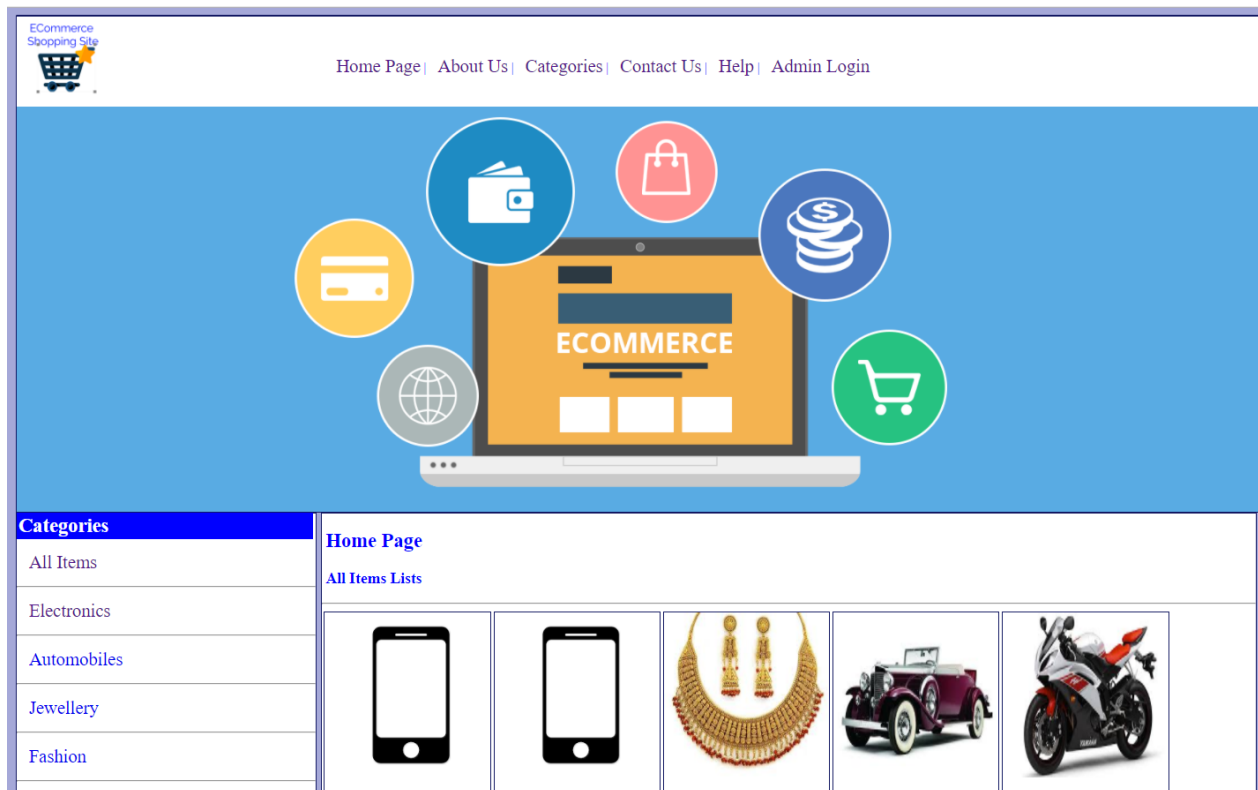 ECommerce
Shopping Site
Home Page| About Us| Categories| Contact Us| Help| Admin Login
$
ECOMMERCE
Categories
All Items
Electronics
Automobiles
Jewellery
Fashion
Home Page
All Items Lists
YAMAHA